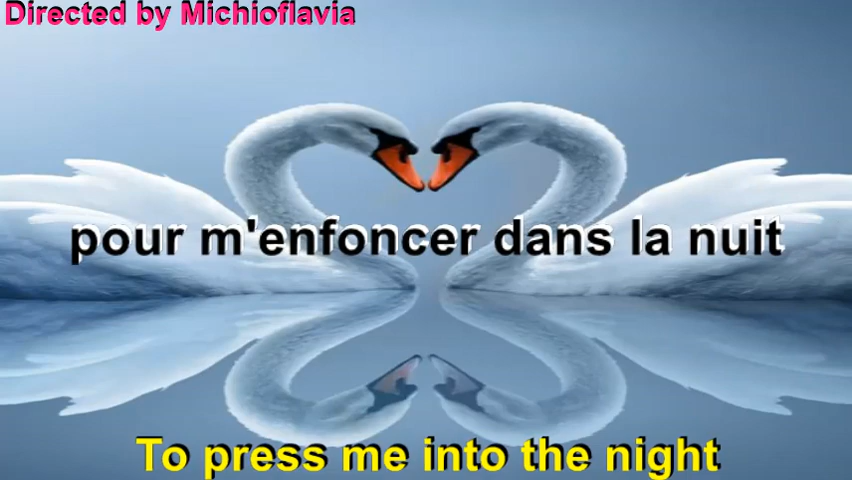 Directed by Michioflavia
pour m'enfoncer dans la nuit
To press me into the night